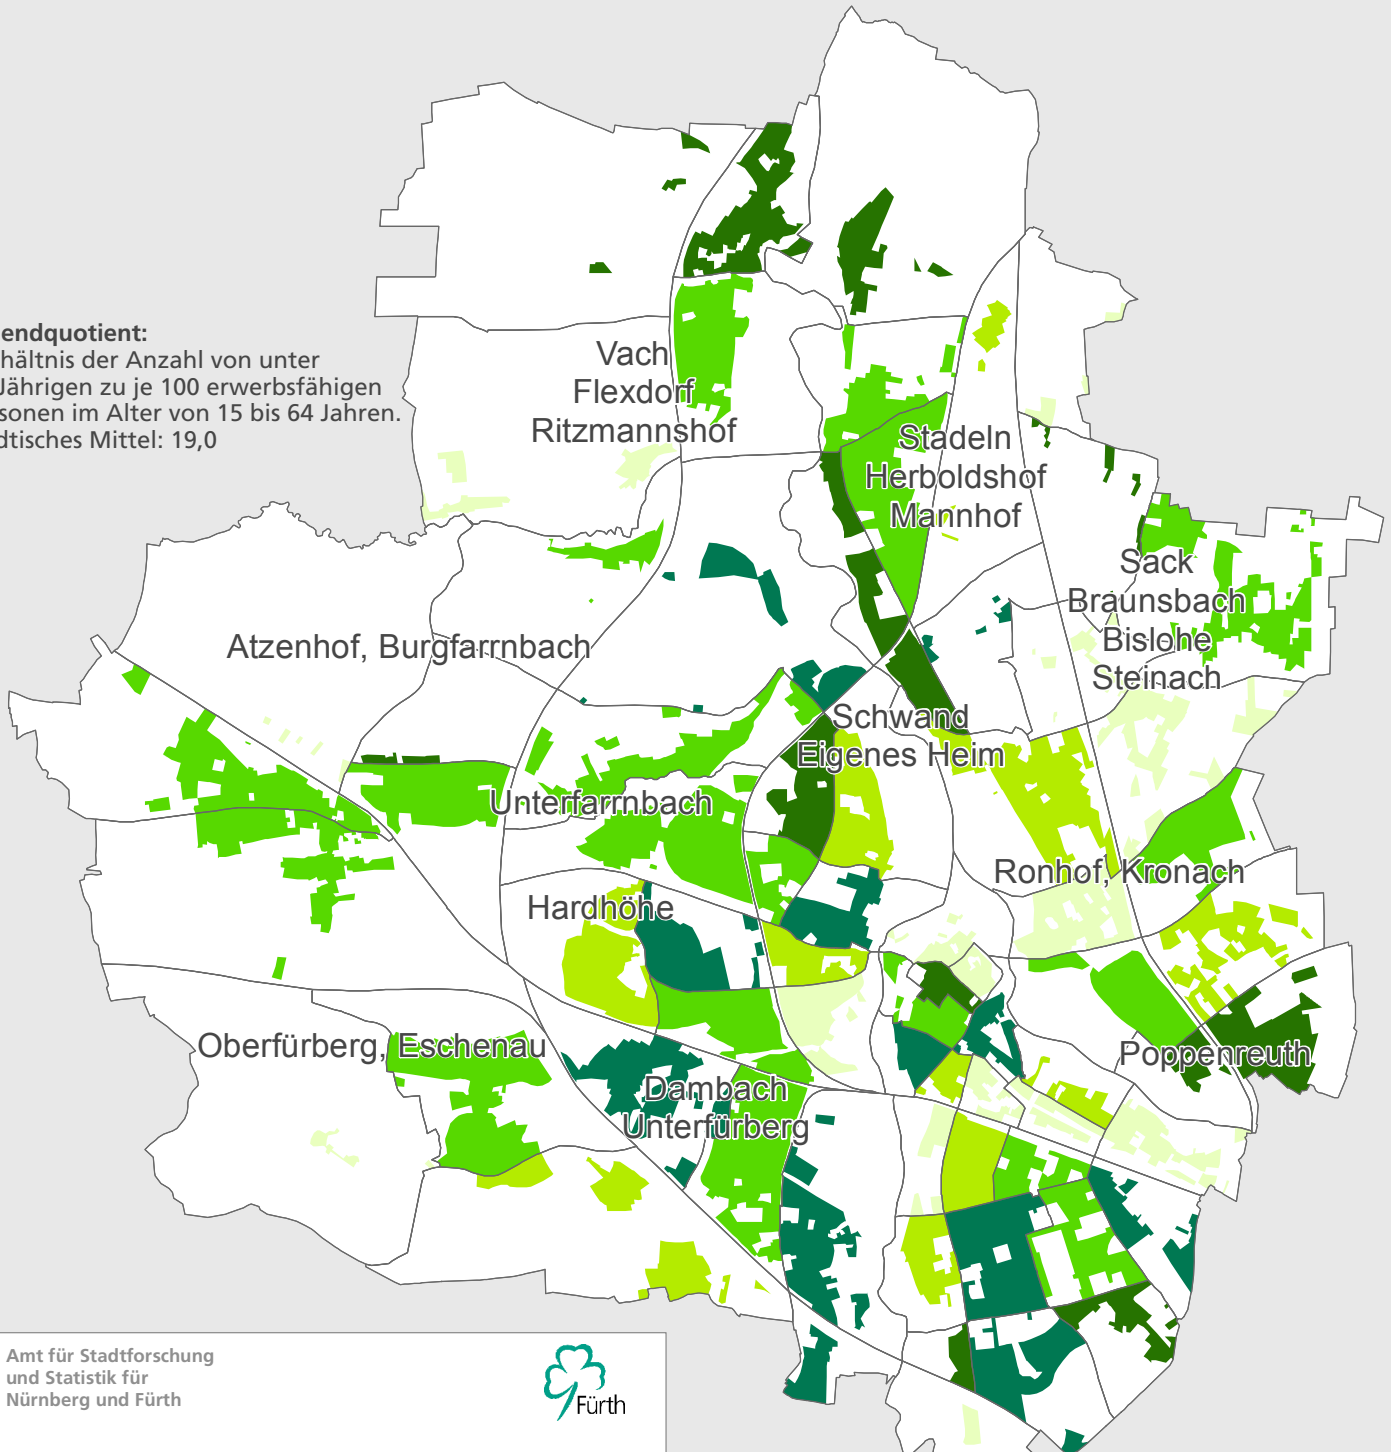 endquotient:
hältnis der Anzahl von unter
Jährigen zu je 100 erwerbsfähigen
sonen im Alter von 15 bis 64 Jahren.
dtisches Mittel: 19,0
Vach
Flexdorf
Ritzmannshof
Stadeln
Herboldshof
Mannhof
Sack
Braunsbach
Bislohe
Steinach
Atzenhof, Burgfarrnbach
Schwand
Eigenes Heim
Unterfarrnbach
Ronhof, Kronach
Hardhöhe
Oberfürberg, Eschenau
Poppenreuth
Dambach
Unterfürberg
Amt für Stadtforschung
und Statistik für
Nürnberg und Fürth
Fürth